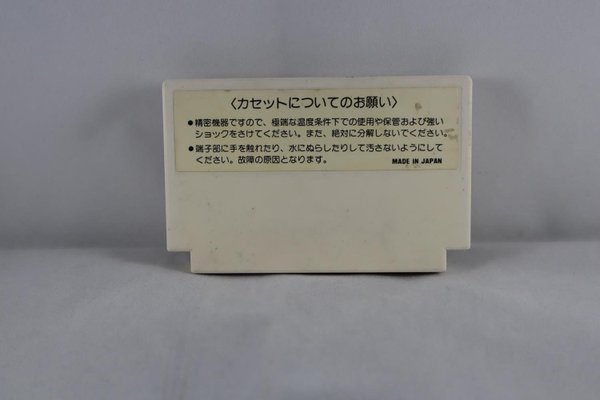 〈カセットについてのお願い〉
●精密機器ですので、極端な温度条件下での使用や保管および強い
ショックをさけてください。また、絶対に分解しないでください。
●端子部に手を触れたり、水にぬらしたりして汚さないようにして
ください。故障の原因となります。
MADE IN JAPAN